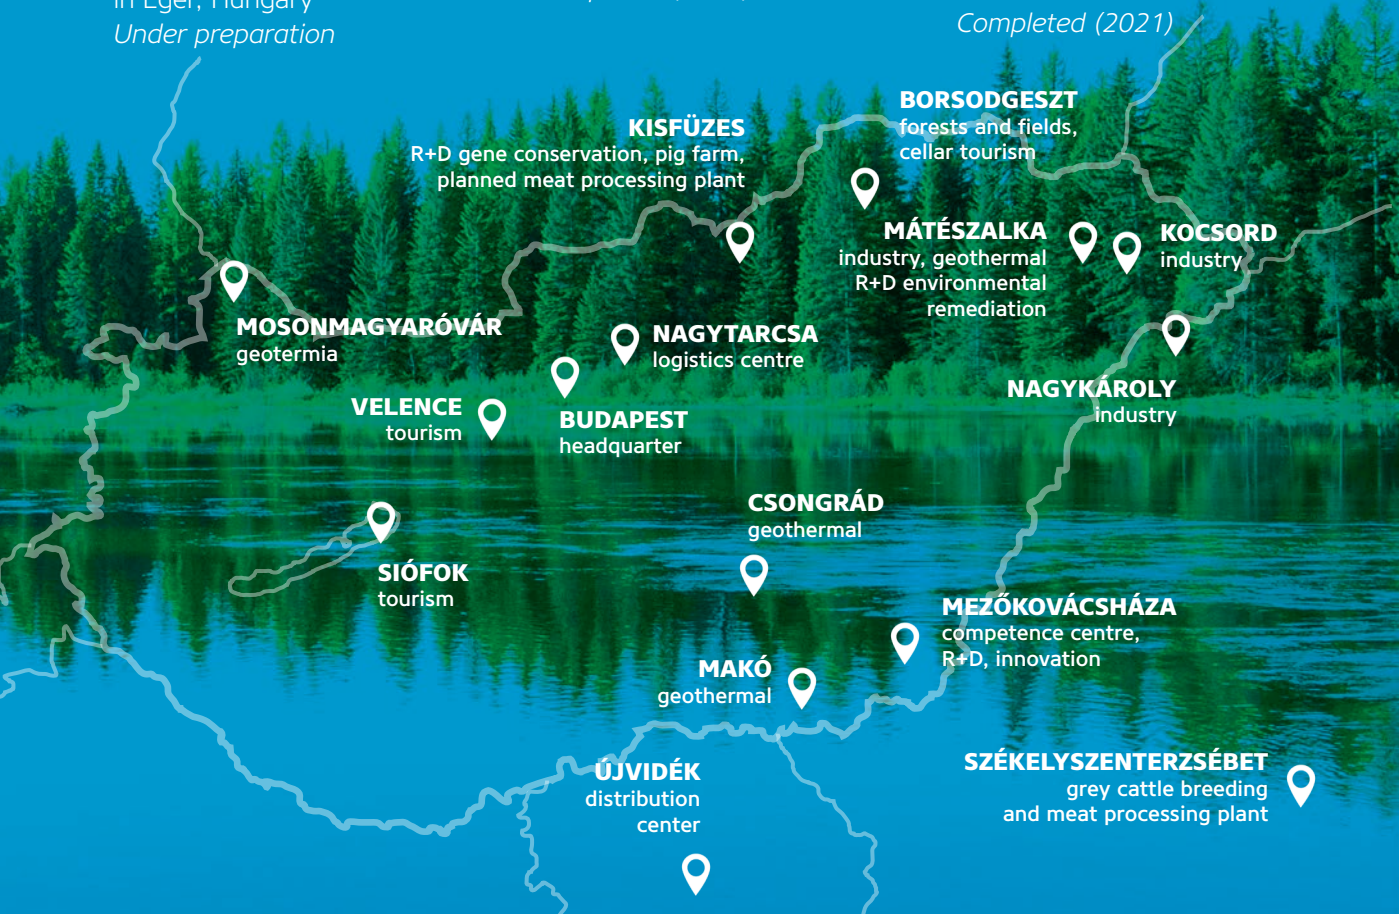 in Eger, Hungary
Under preparation
Completed (2021)
BORSODGESZT
forests and fields,
cellar tourism
KISFÜZES
R+D gene conservation, pig farm,
planned meat processing plant
MÁTÉSZALKA
industry, geothermal
R+D environmental
remediation
KOCSORD
industry
MOSONMAGYARÓVÁR
geotermia
NAGYTARCSA
logistics centre
NAGYKÁROLY
industry
VELENCE
tourism
BUDAPEST
headquarter
CSONGRÁD
geothermal
SIÓFOK
tourism
MEZŐKOVÁCSHÁZA
competence centre,
R+D, innovation
MAKÓ
geothermal
SZÉKELYSZENTERZSÉBET
grey cattle breeding
and meat processing plant
ÚJVIDÉK
distribution
center